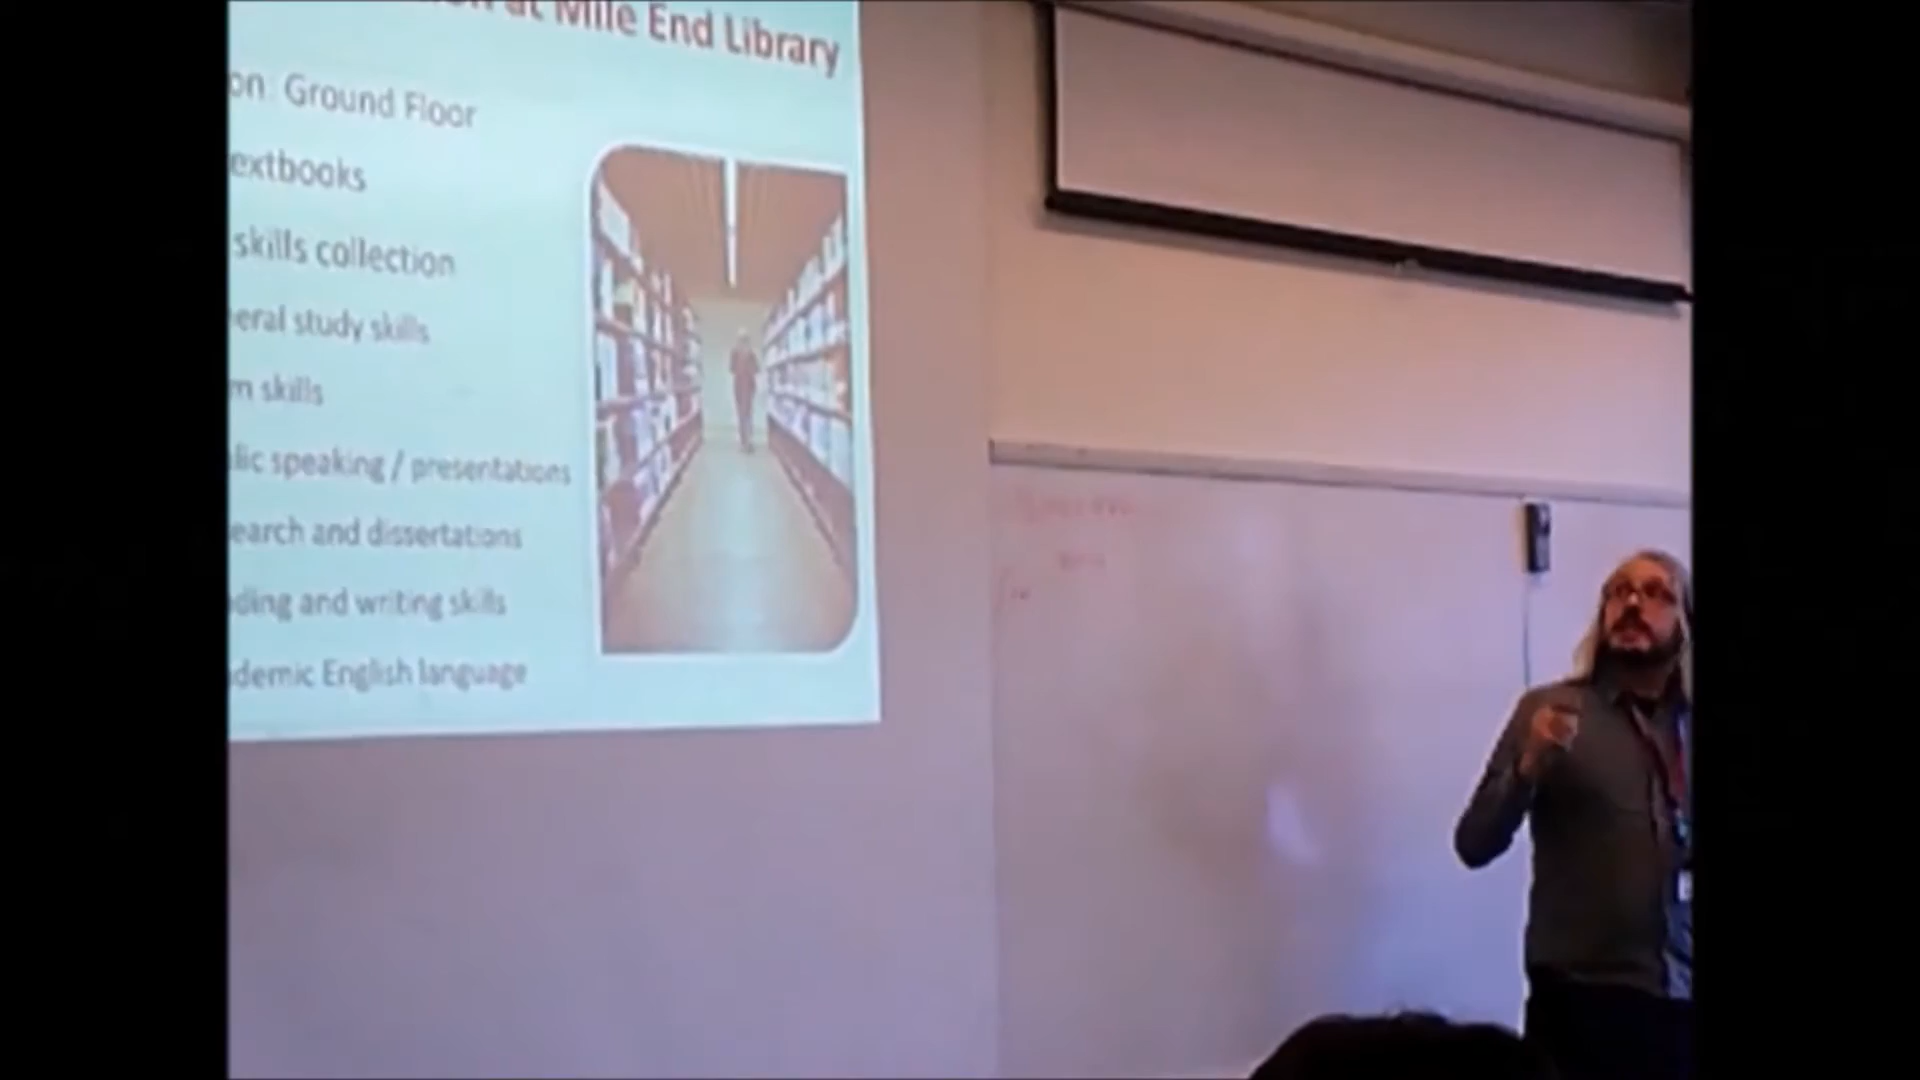 at Mile End Library
on: Ground Floor
extbooks
skills collection
eral study skills
m skills
lic speaking / presentations
earch and dissertations
ding and writing skills
demic English language